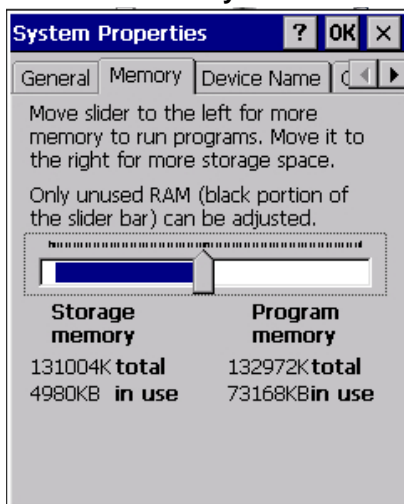 System Properties ? OK ×
General Memory Device Name
Move slider to the left for more
memory to run programs. Move it to
the right for more storage space.
Only unused RAM (black portion of
the slider bar) can be adjusted.
Storage Program
memory memory
131004K total 132972K total
4980KB in use 73168KB in use